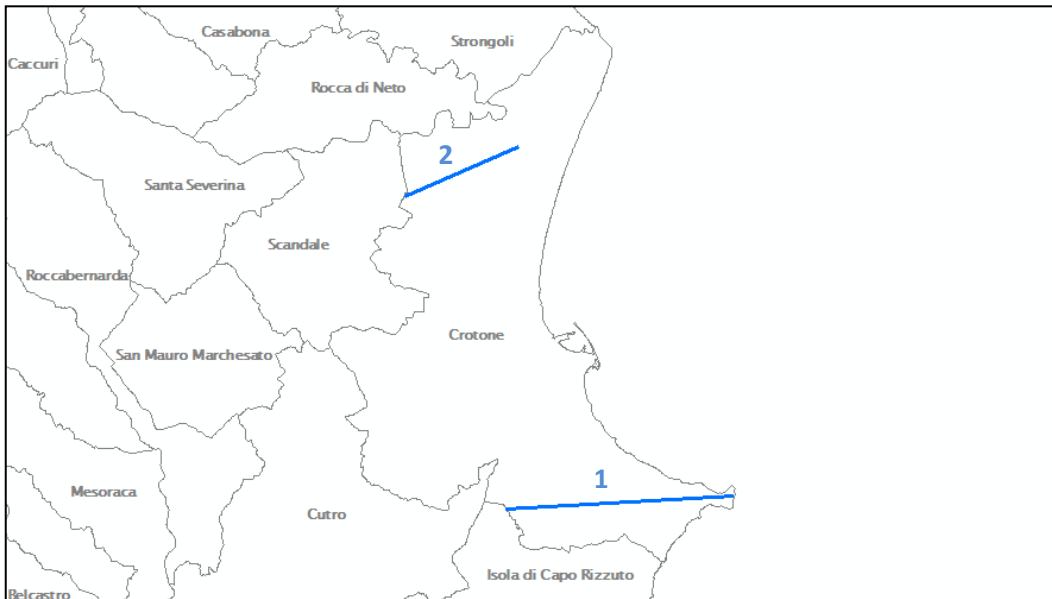 Casabona
Strongoli
Caccuri
Rocca di Neto
2
Santa Severina
Scandale
Roccabernarda
Crotone
San Mauro Marchesato
1
Mesoraca
Cutro
Isola di Capo Rizzuto
Belcastro